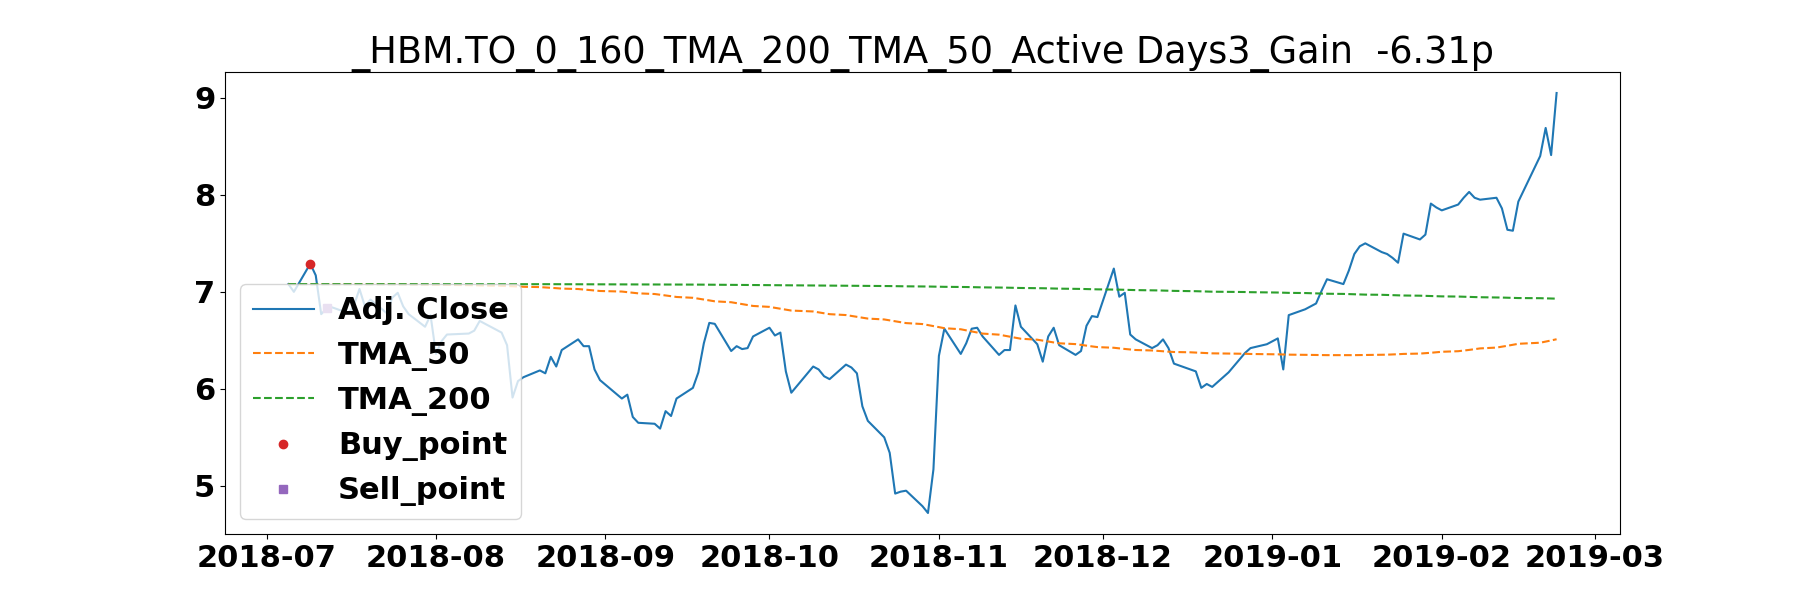 _HBM.TO_0_160_TMA_200_TMA_50_Active Days3_Gain  -6.31p
9
8
7
6
5
Adj. Close
TMA_50
TMA_200
Buy_point
Sell_point
2018-07 2018-08 2018-09 2018-10 2018-11 2018-12 2019-01 2019-02 2019-03